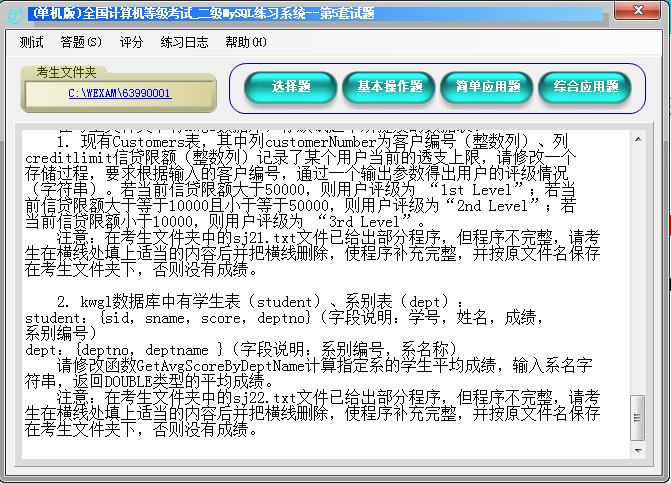 (单机版)全国计算机等级考试_二级MySQL练习系统--第5套试题
测试 答题(S) 评分 练习日志 帮助(H)
考生文件夹
C:\WEXAM\63990001
选择题 基本操作题 简单应用题 综合应用题
1. 现有Customers表，其中列customerNumber为客户编号（整数列）、列
creditlimit信贷限额（整数列）记录了某个用户当前的透支上限，请修改一个
存储过程，要求根据输入的客户编号，通过一个输出参数得出用户的评级情况
（字符串）。若当前信贷限额大于50000，则用户评级为 “1st Level”；若当
前信贷限额大于等于10000且小于等于50000，则用户评级为“2nd Level”；若
当前信贷限额小于10000，则用户评级为 “3rd Level”。
注意：在考生文件夹中的sj21.txt文件已给出部分程序，但程序不完整，请考
生在横线处填上适当的内容后并把横线删除，使程序补充完整，并按原文件名保存
在考生文件夹下，否则没有成绩。
2. kwgl数据库中有学生表（student）、系别表（dept）：
student：{sid, sname, score, deptno}（字段说明：学号，姓名，成绩，
系别编号）
dept：{deptno, deptname }（字段说明：系别编号，系名称）
请修改函数GetAvgScoreByDeptName计算指定系的学生平均成绩，输入系名字
符串，返回DOUBLE类型的平均成绩。
注意：在考生文件夹中的sj22.txt文件已给出部分程序，但程序不完整，请考
生在横线处填上适当的内容后并把横线删除，使程序补充完整，并按原文件名保存
在考生文件夹下，否则没有成绩。